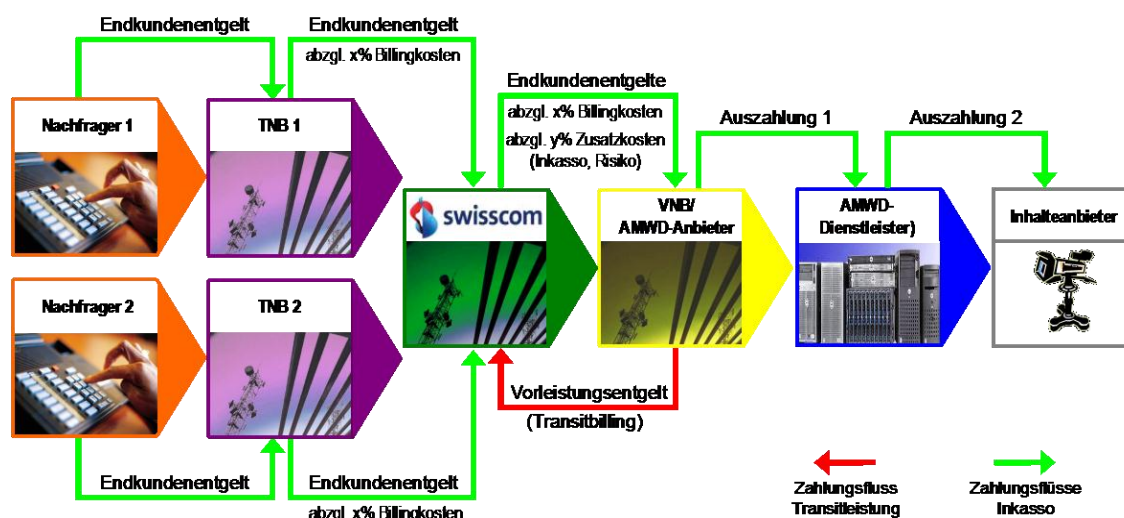 Endkundenentgelt
Endkundenentgelt
abzgl. x% Billingkosten
Endkundenentgelte
abzgl. x% Billingkosten
abzgl. y% Zusatzkosten
(Inkasso, Risiko)
Auszahlung 1
Auszahlung 2
Nachfrager 1
TNB 1
swisscom
VNB/
AMWD-Anbieter
AMWD-
Dienstleister)
Inhalteanbieter
Nachfrager 2
TNB 2
Vorleistungsentgelt
(Transitbilling)
Endkundenentgelt
Endkundenentgelt
abzgl. x% Billingkosten
Zahlungsfluss
Transitleistung
Zahlungsflüsse
Inkasso